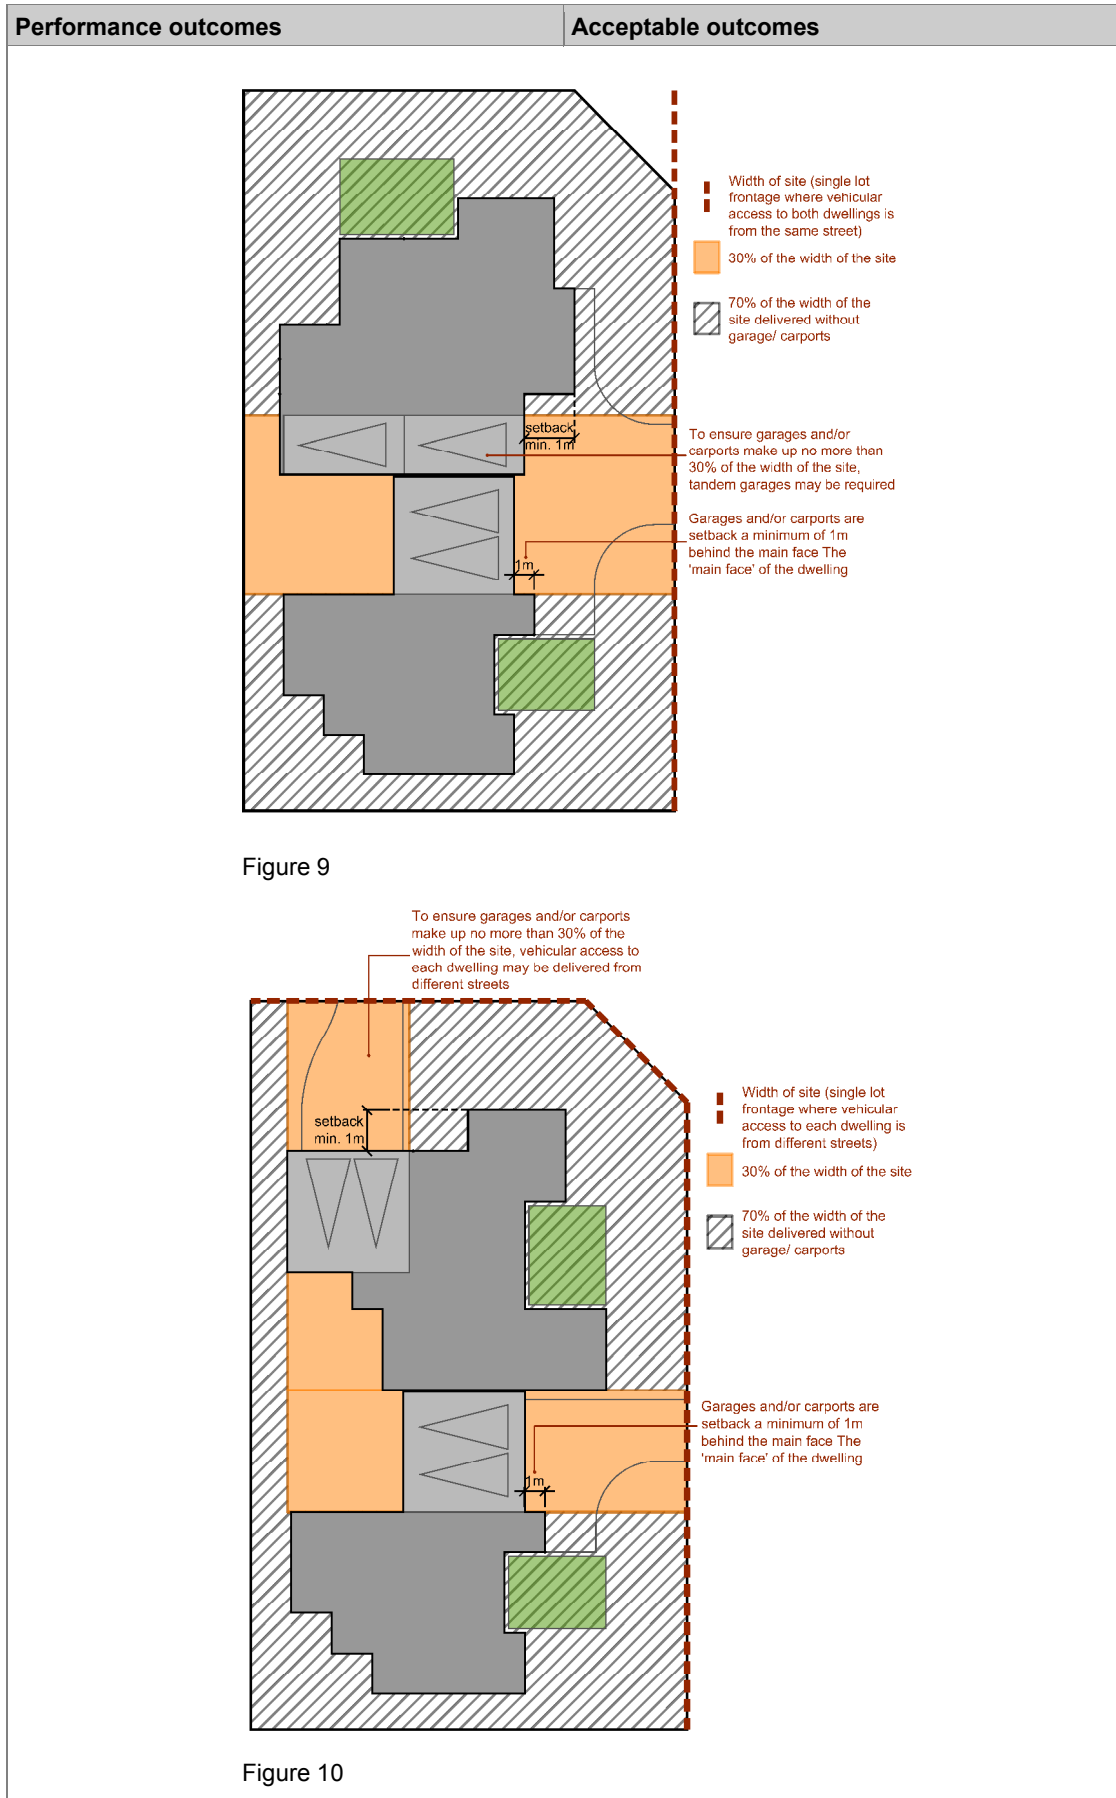 Performance outcomes
Acceptable outcomes
Width of site (single lot
frontage where vehicular
access to both dwellings is
from the same street)
30% of the width of the site
70% of the width of the
site delivered without
garage/ carports
setback
min. 1m
To ensure garages and/or
carports make up no more than
30% of the width of the site,
tandem garages may be required
Garages and/or carports are
setback a minimum of 1m
behind the main face The
'main face' of the dwelling
1m
Figure 9
To ensure garages and/or carports
make up no more than 30% of the
width of the site, vehicular access to
each dwelling may be delivered from
different streets
Width of site (single lot
frontage where vehicular
access to each dwelling is
from different streets)
setback
min. 1m
30% of the width of the site
70% of the width of the
site delivered without
garage/ carports
Garages and/or carports are
setback a minimum of 1m
behind the main face The
'main face' of the dwelling
1m
Figure 10